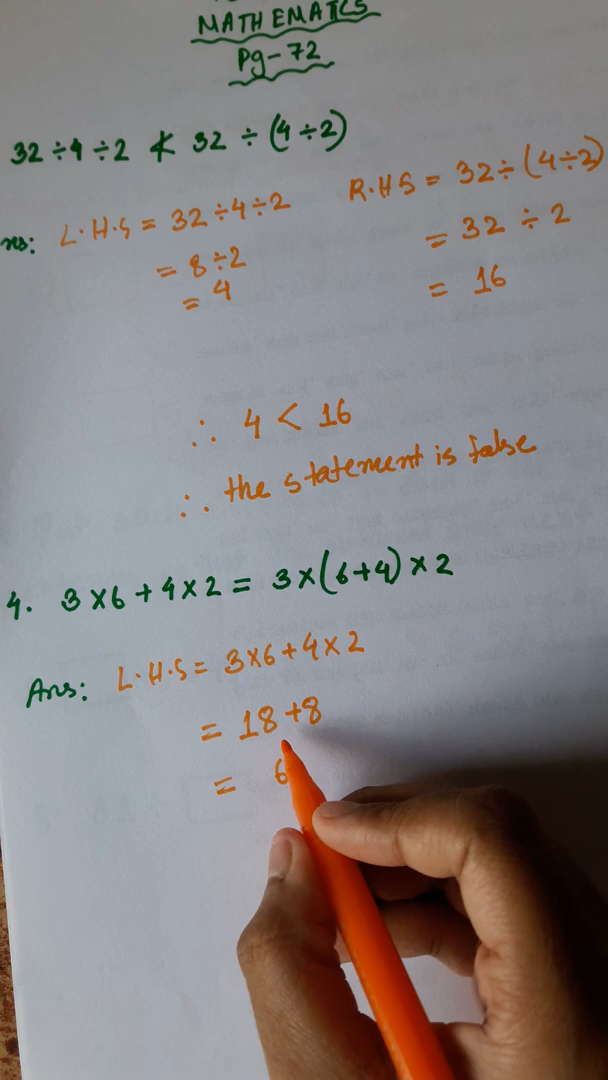 MATHEMATICS
Pg-72
32÷4÷2 ≮ 32÷(4÷2)
L.H.S = 32÷4÷2
= 8÷2
= 4
R.H.S = 32÷(4÷2)
= 32÷2
= 16
∴ 4 < 16
∴ the statement is false
4. 3×6+4×2 = 3×(6+4)×2
Ans: L.H.S = 3×6+4×2
= 18+8
= 6